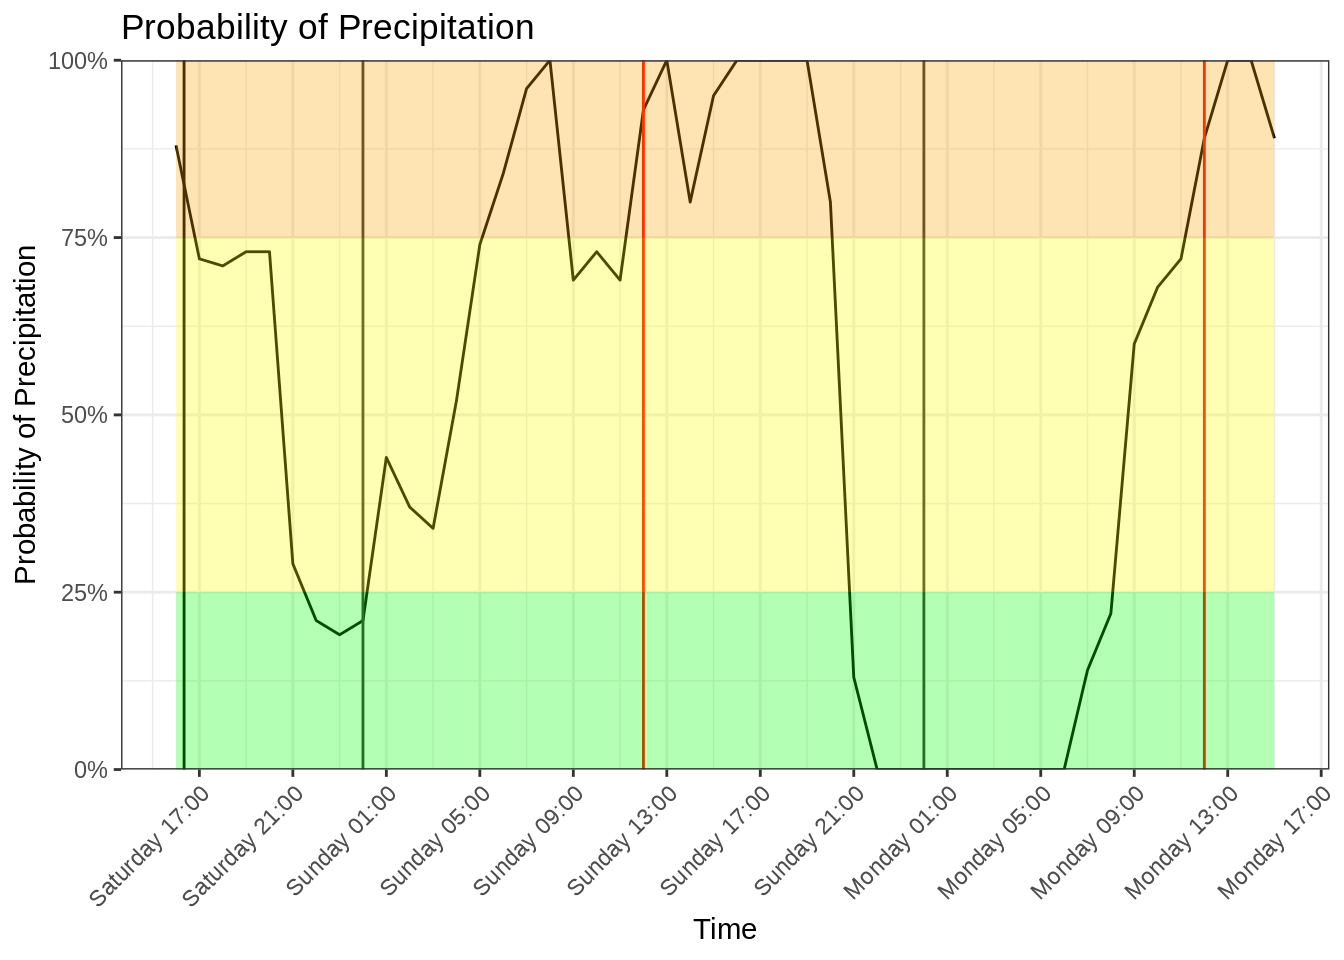 Probability of Precipitation
100%
75%
50%
25%
0%
Probability of Precipitation
Saturday 17:00
Saturday 21:00
Sunday 01:00
Sunday 05:00
Sunday 09:00
Sunday 13:00
Sunday 17:00
Sunday 21:00
Monday 01:00
Monday 05:00
Monday 09:00
Monday 13:00
Monday 17:00
Time